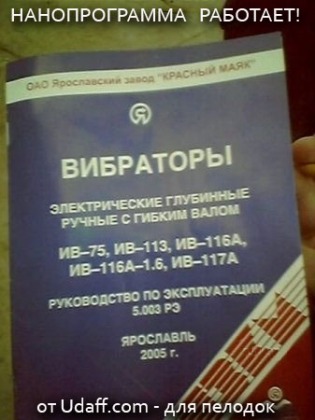 НАНОПРОГРАММА РАБОТАЕТ!
ОАО Ярославский завод "КРАСНЫЙ МАЯК"
ВИБРАТОРЫ
ЭЛЕКТРИЧЕСКИЕ ГЛУБИННЫЕ
РУЧНЫЕ С ГИБКИМ ВАЛОМ
ИВ–75, ИВ–113, ИВ–116А,
ИВ–116А–1.6, ИВ–117А
РУКОВОДСТВО ПО ЭКСПЛУАТАЦИИ
5.003 РЭ
ЯРОСЛАВЛЬ
2005 г.
от Udaff.com - для пелодок